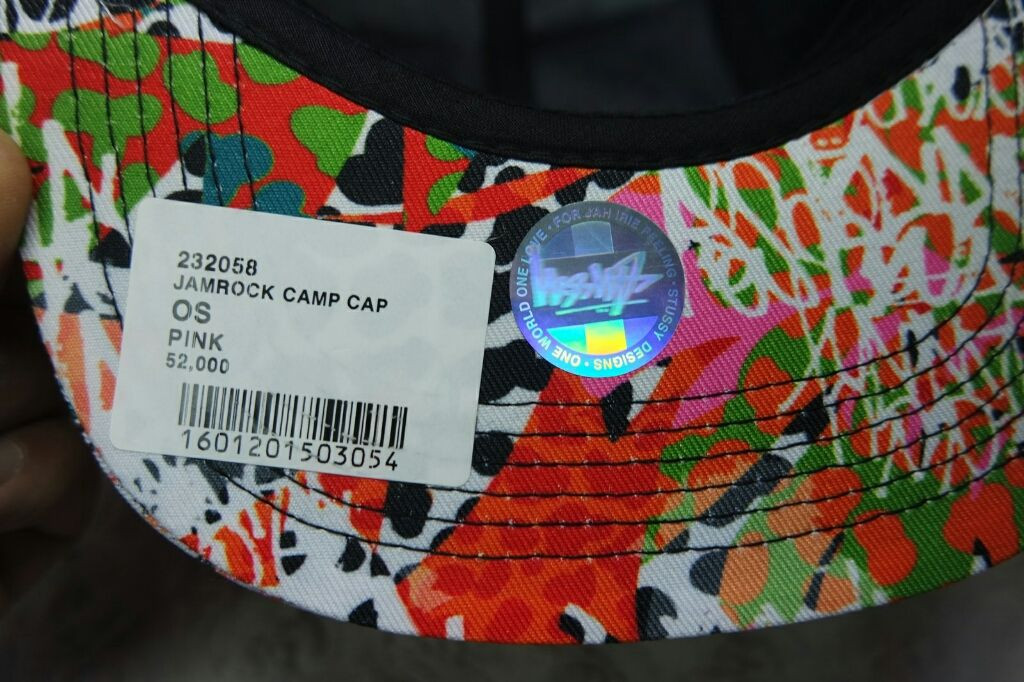 232058
JAMROCK CAMP CAP
OS
PINK
52,000
1601201503054
ONE WORLD ONE LOVE • FOR JAH IRIE FEELING • STUSSY DESIGNS •